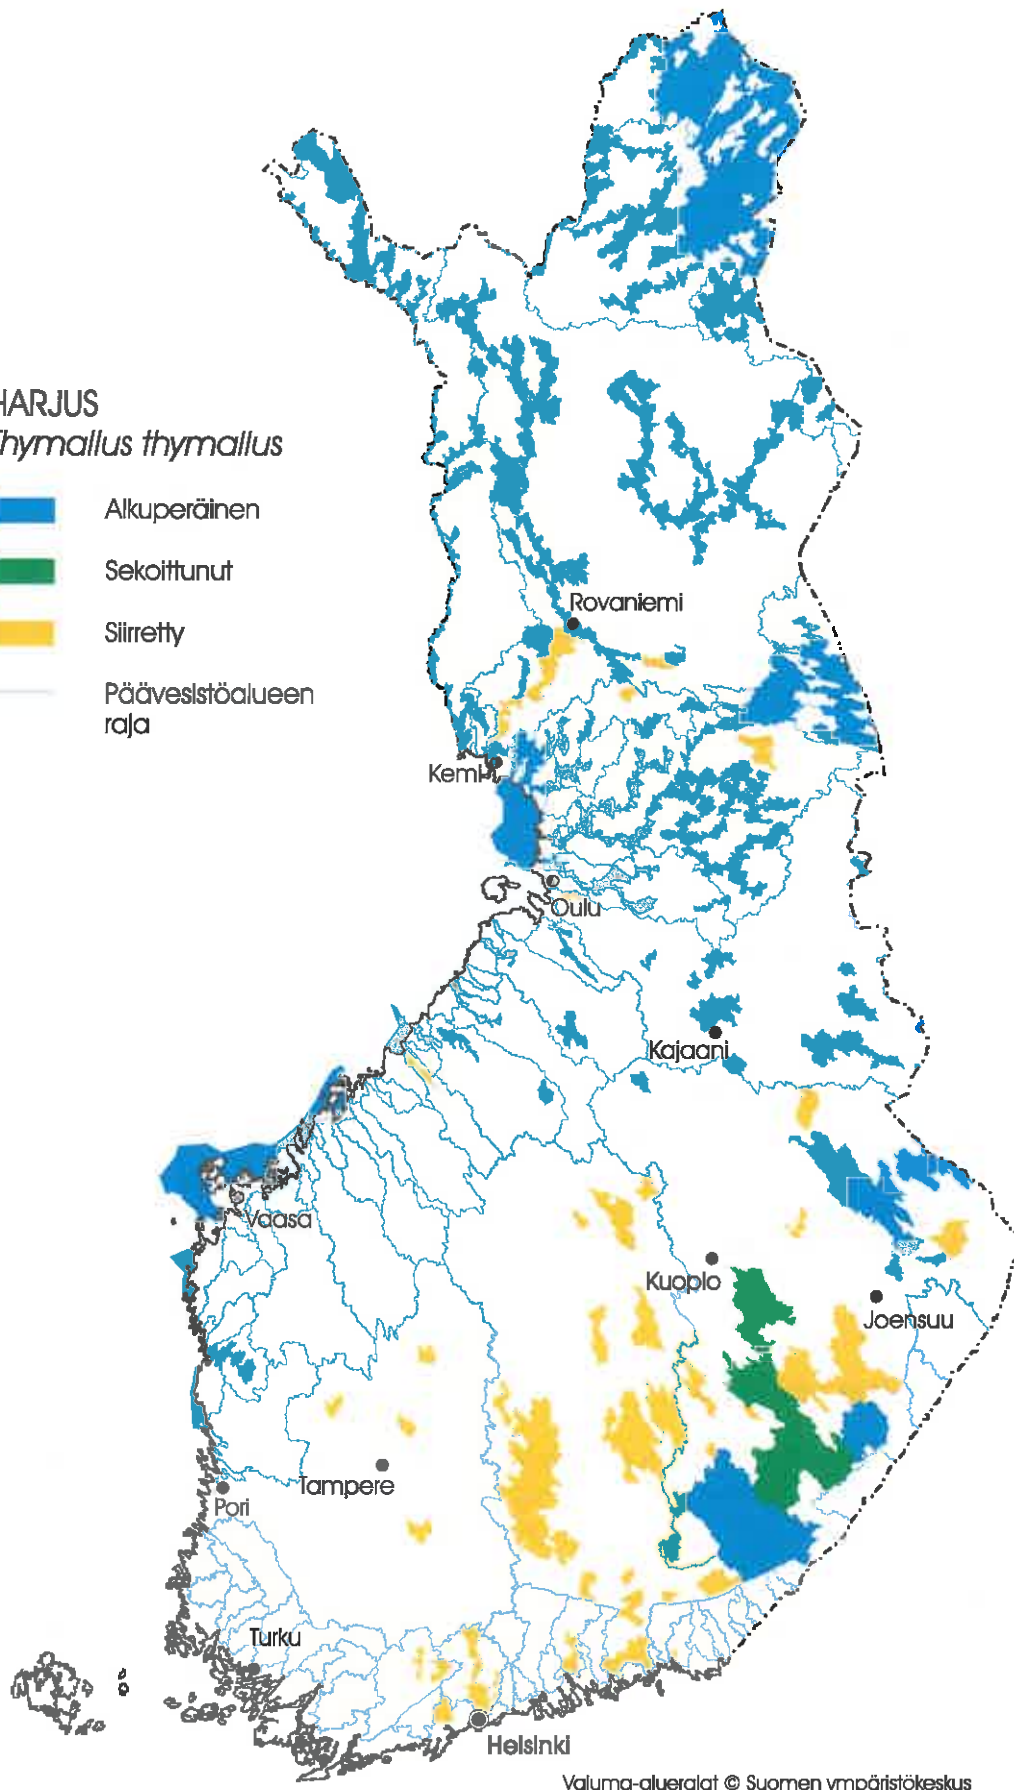 HARJUS
Thymallus thymallus
Alkuperäinen
Sekoittunut
Siirretty
Päävesistöalueen
raja
Rovaniemi
Kemi
Oulu
Kajaani
Vaasa
Kuopio
Joensuu
Tampere
Pori
Turku
Helsinki
Valuma-aluerajat © Suomen ympäristökeskus